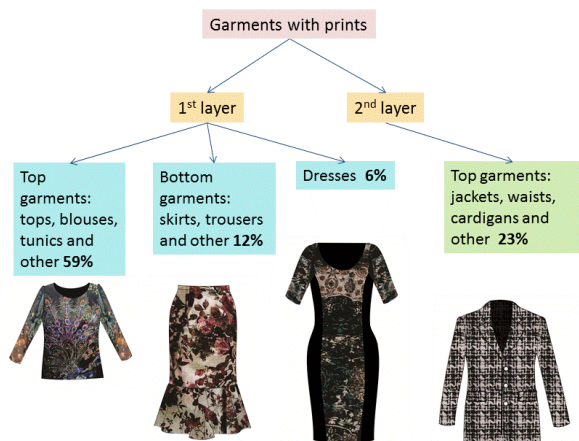 Garments with prints
1st layer
2nd layer
Top
garments:
tops, blouses,
tunics and
other 59%
Bottom
garments:
skirts, trousers
and other 12%
Dresses 6%
Top garments:
jackets, waists,
cardigans and
other 23%